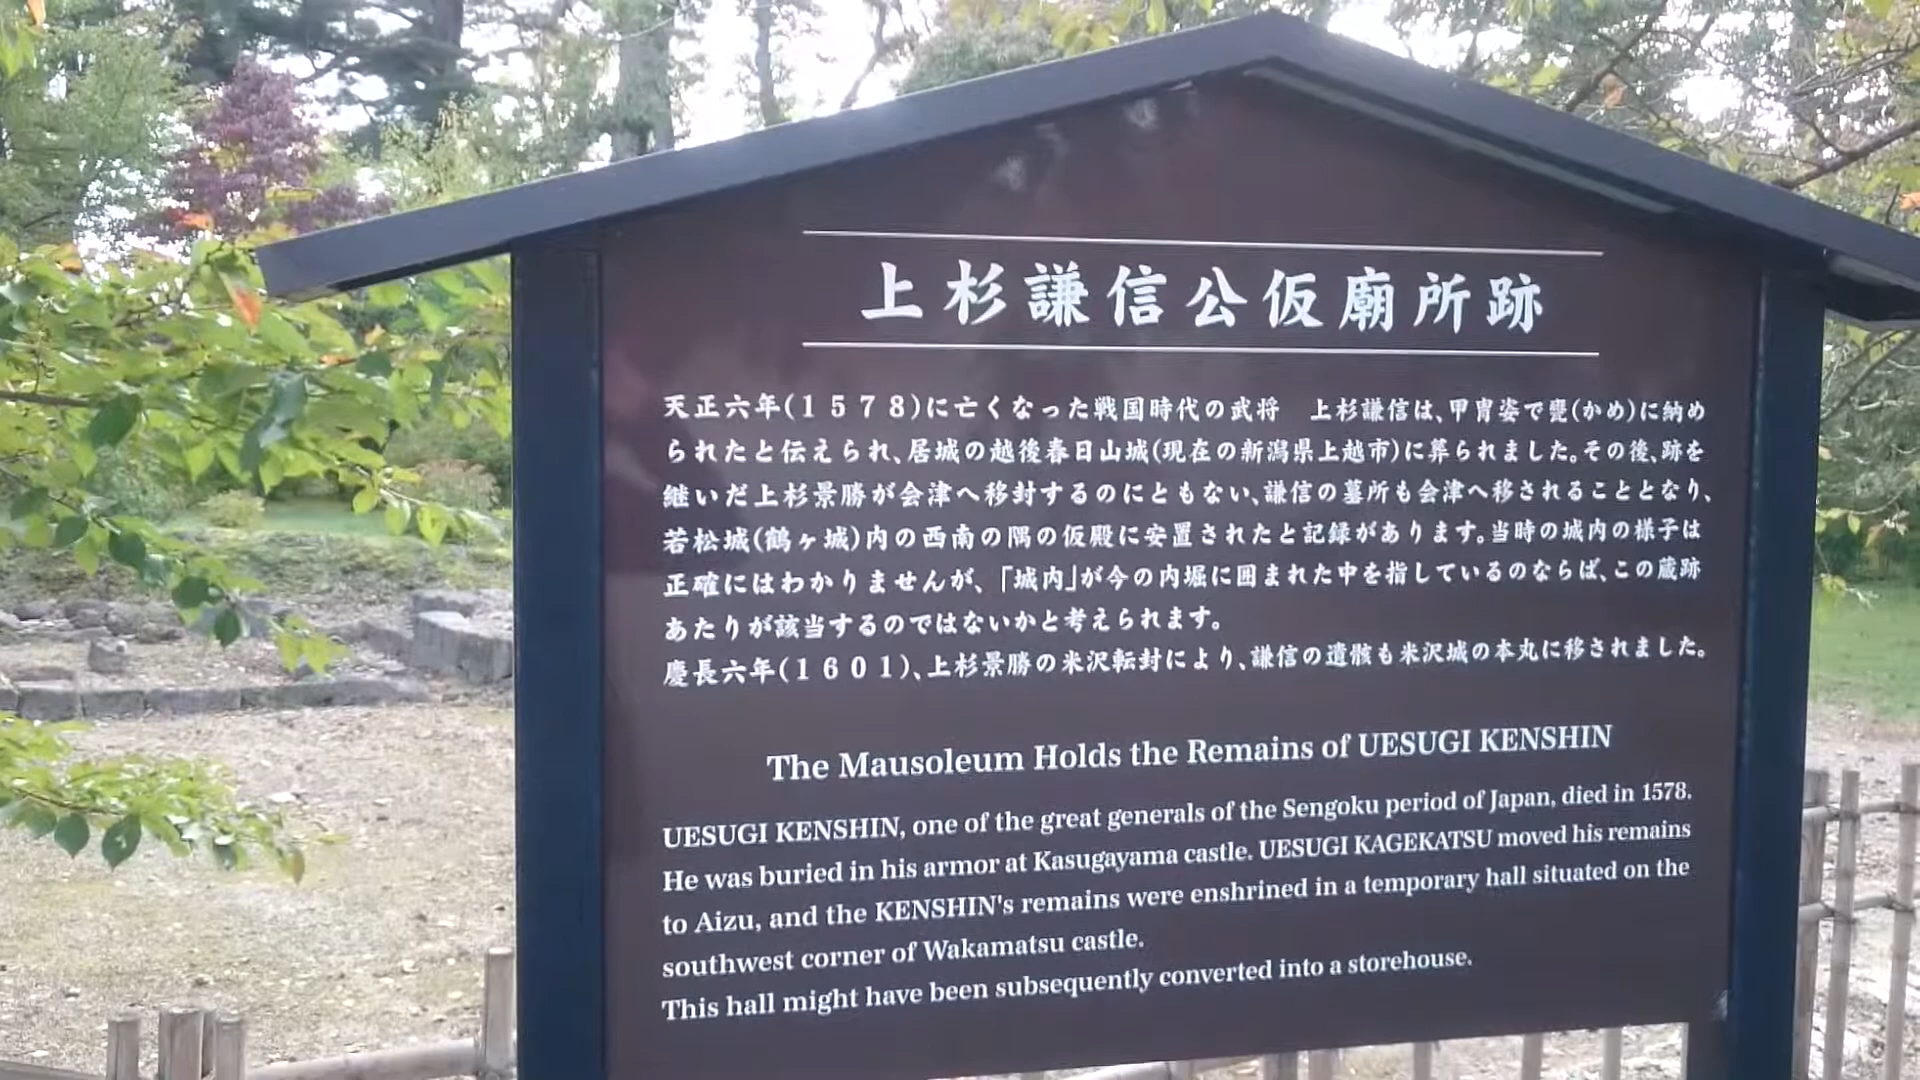 上杉謙信公仮廟所跡
天正六年(1578)に亡くなった戦国時代の武将　上杉謙信は、甲冑姿で甕(かめ)に納め
られたと伝えられ、居城の越後春日山城(現在の新潟県上越市)に葬られました。その後、跡を
継いだ上杉景勝が会津へ移封するのにともない、謙信の墓所も会津へ移されることとなり、
若松城(鶴ヶ城)内の西南の隅の仮殿に安置されたと記録があります。当時の城内の様子は
正確にはわかりませんが、「城内」が今の内堀に囲まれた中を指しているのならば、この蔵跡
あたりが該当するのではないかと考えられます。
慶長六年(1601)、上杉景勝の米沢転封により、謙信の遺骸も米沢城の本丸に移されました。
The Mausoleum Holds the Remains of UESUGI KENSHIN
UESUGI KENSHIN, one of the great generals of the Sengoku period of Japan, died in 1578.
He was buried in his armor at Kasugayama castle. UESUGI KAGEKATSU moved his remains
to Aizu, and the KENSHIN's remains were enshrined in a temporary hall situated on the
southwest corner of Wakamatsu castle.
This hall might have been subsequently converted into a storehouse.